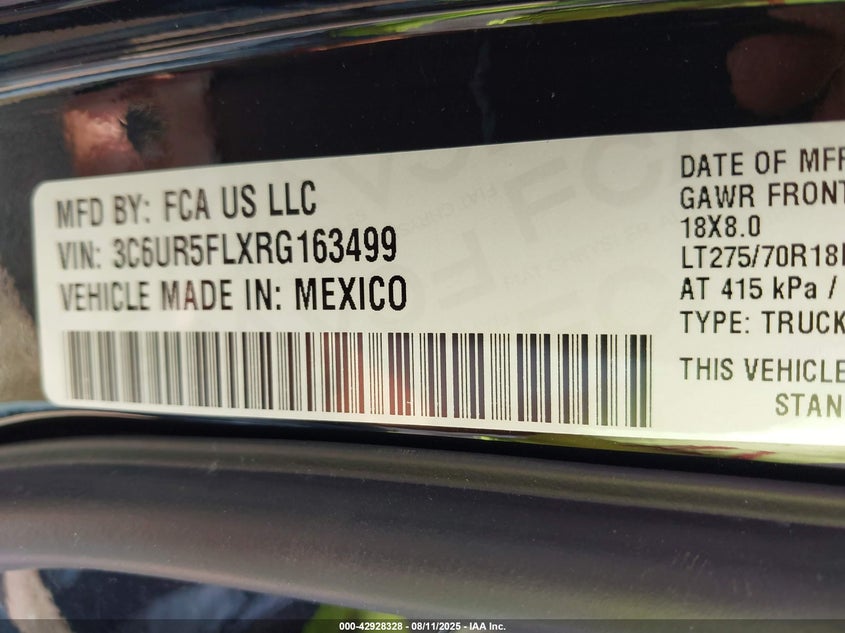 MFD BY: FCA US LLC
VIN: 3C6UR5FLXRG163499
VEHICLE MADE IN: MEXICO
DATE OF MFR
GAWR FRONT
18X8.0
LT275/70R18
AT 415 kPa /
TYPE: TRUCK
THIS VEHICLE
STAN
000-42928328 - 08/11/2025 - IAA Inc.